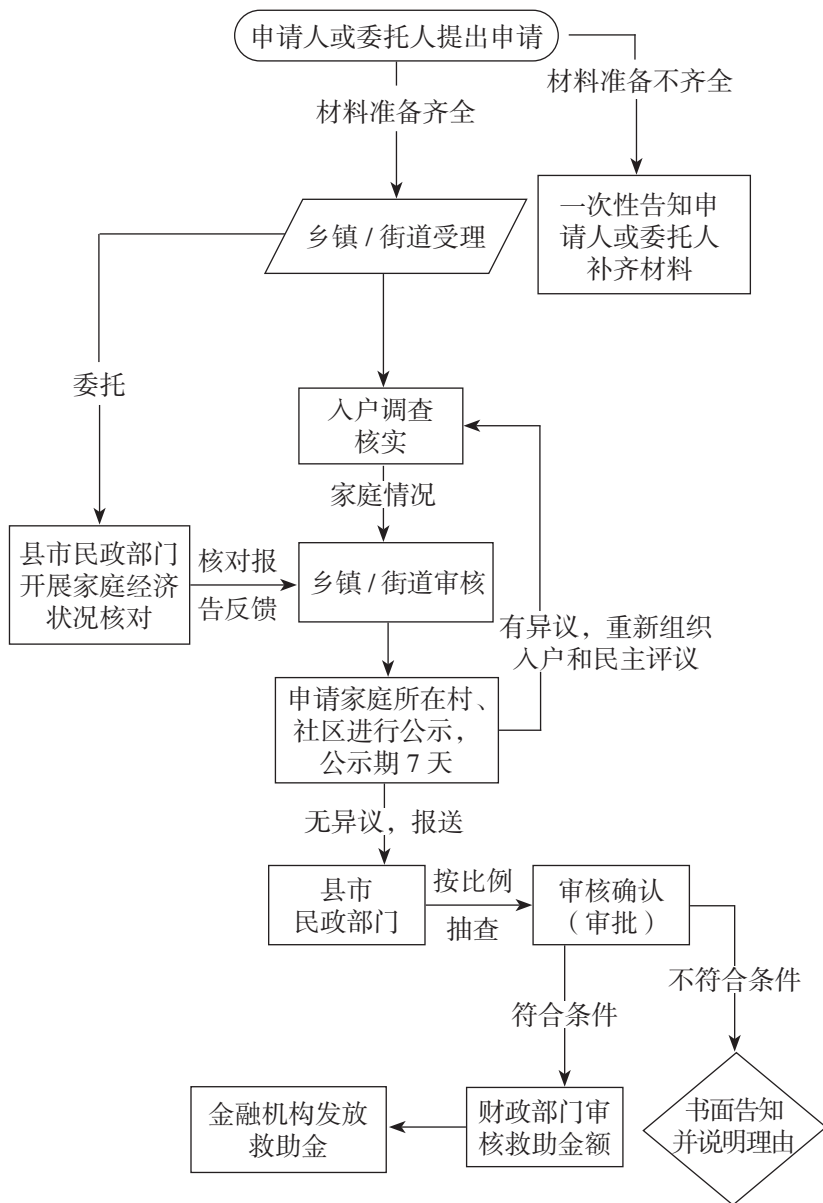 申请人或委托人提出申请
材料准备齐全
材料准备不齐全
一次性告知申
请人或委托人
补齐材料
乡镇 / 街道受理
委托
入户调查
核实
家庭情况
县市民政部门
开展家庭经济
状况核对
核对报
告反馈
乡镇 / 街道审核
有异议，重新组织
入户和民主评议
申请家庭所在村、
社区进行公示，
公示期 7 天
无异议，报送
县市
民政部门
按比例
抽查
审核确认
（审批）
符合条件
不符合条件
金融机构发放
救助金
财政部门审
核救助金额
书面告知
并说明理由